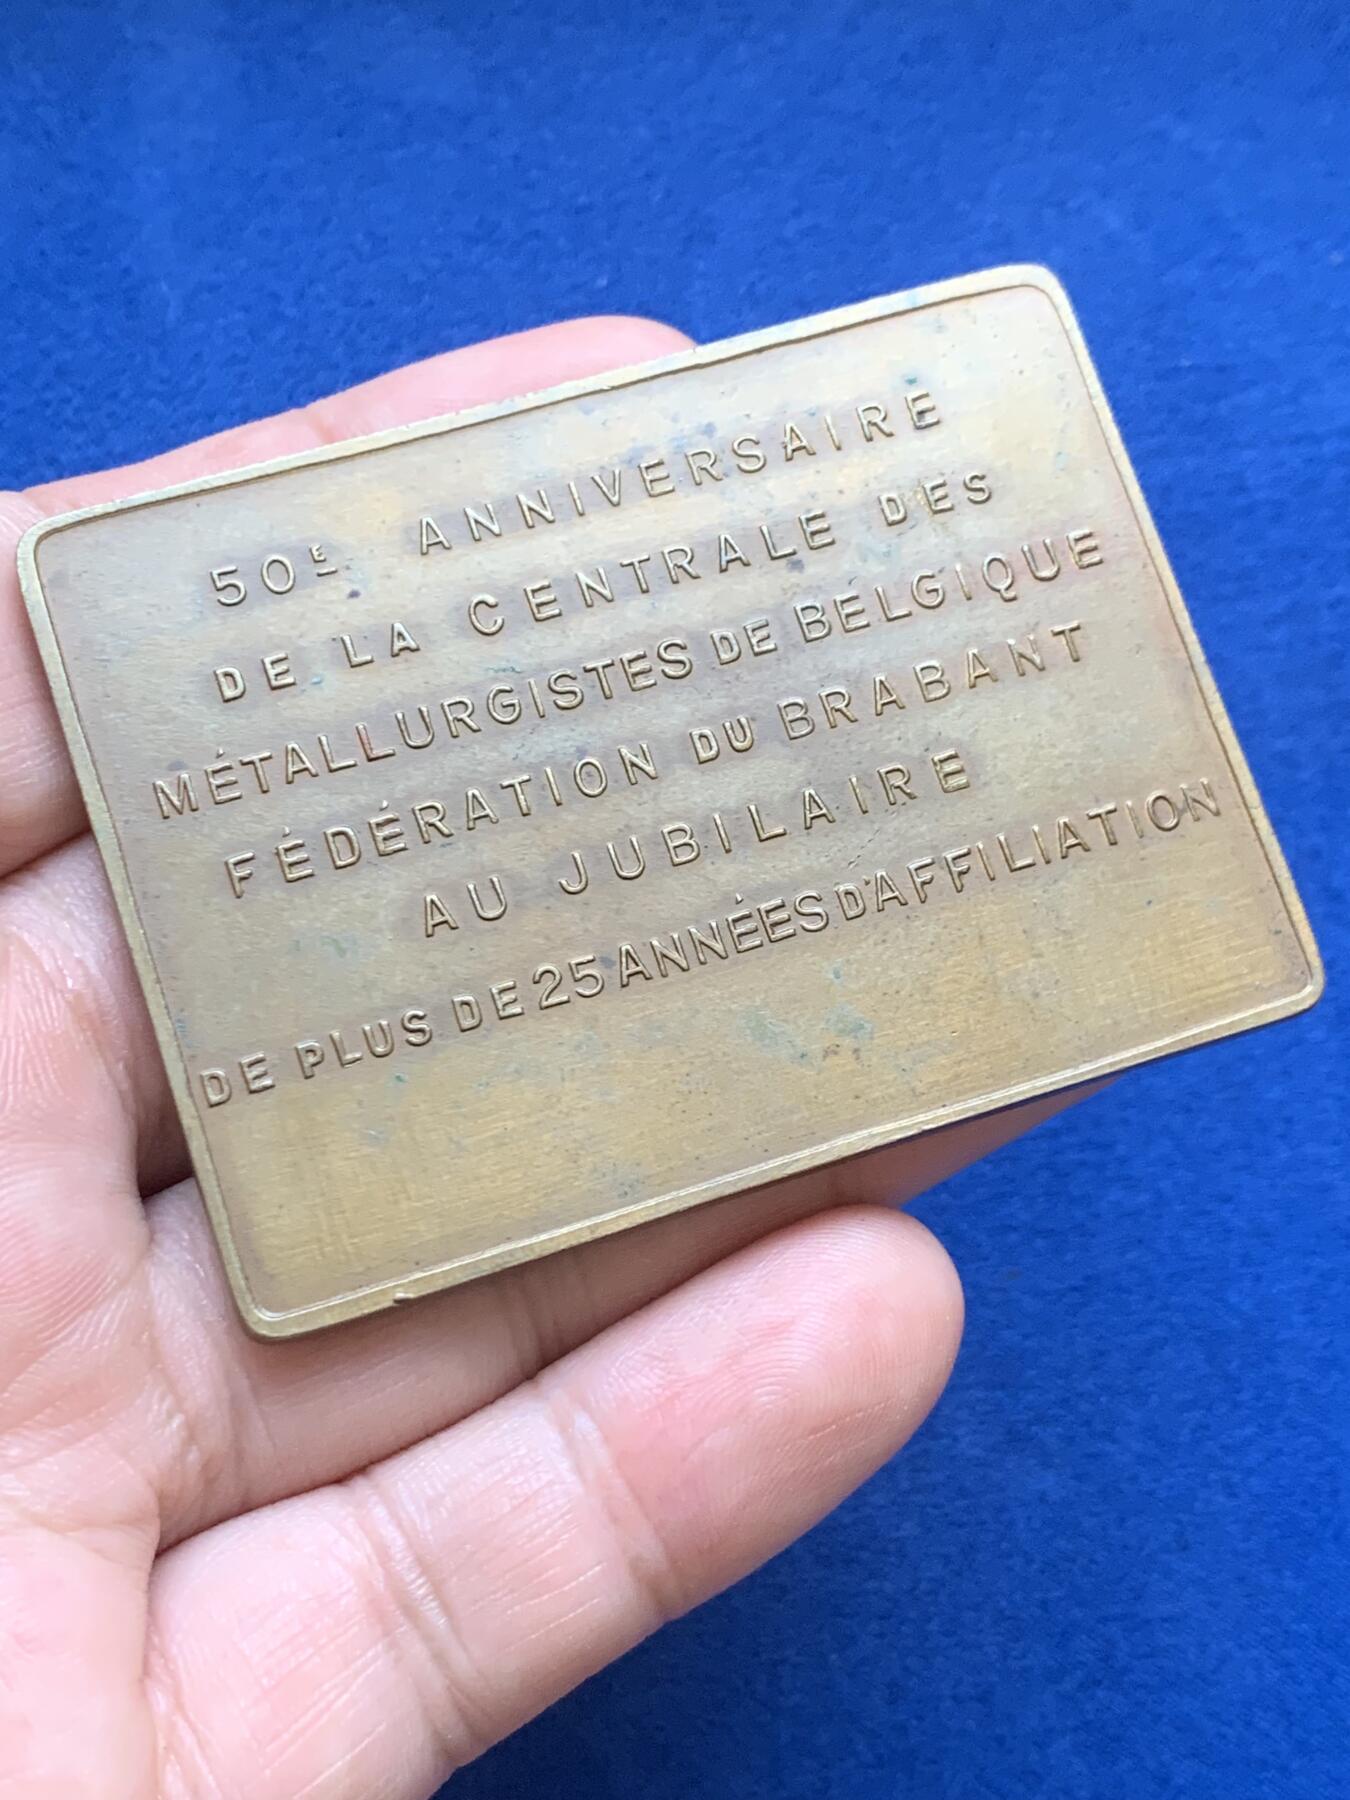 50E ANNIVERSAIRE
DE LA CENTRALE DES
MÉTALLURGISTES DE BELGIQUE
FÉDÉRATION DU BRABANT
AU JUBILAIRE
DE PLUS DE 25 ANNÉES D'AFFILIATION